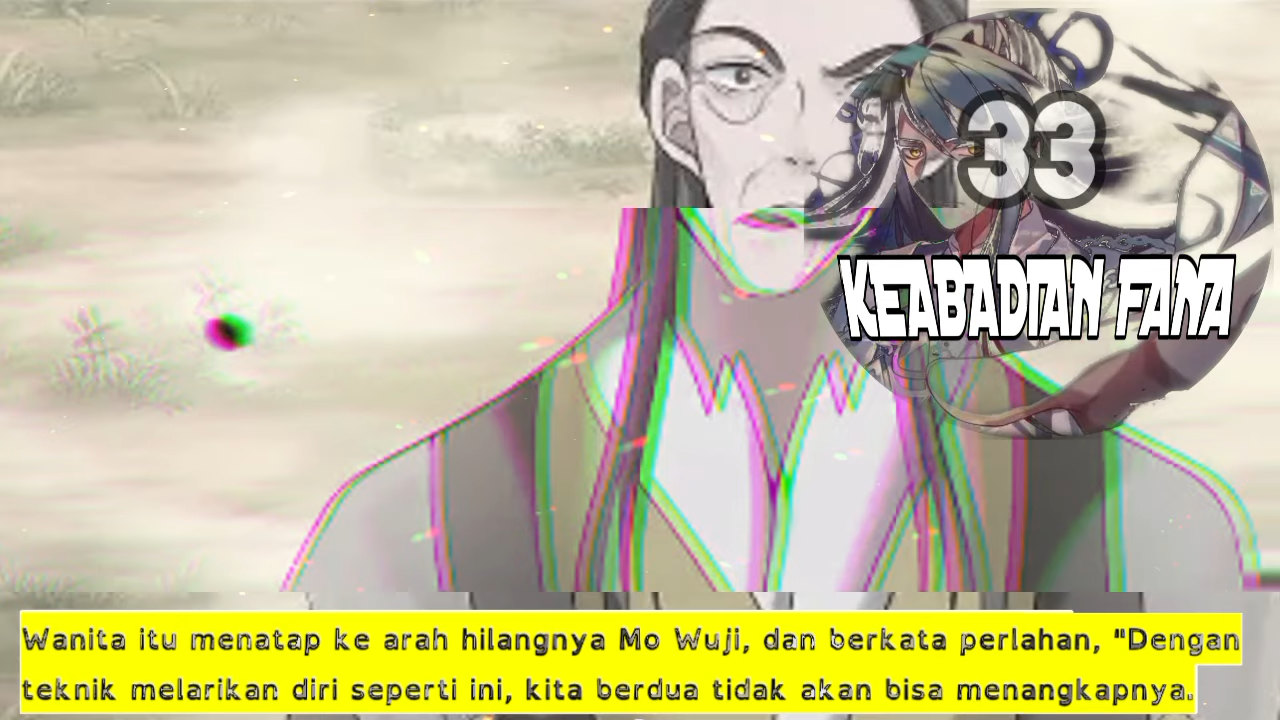 33
KEABADIAN FANA
Wanita itu menatap ke arah hilangnya Mo Wuji, dan berkata perlahan, "Dengan
teknik melarikan diri seperti ini, kita berdua tidak akan bisa menangkapnya.